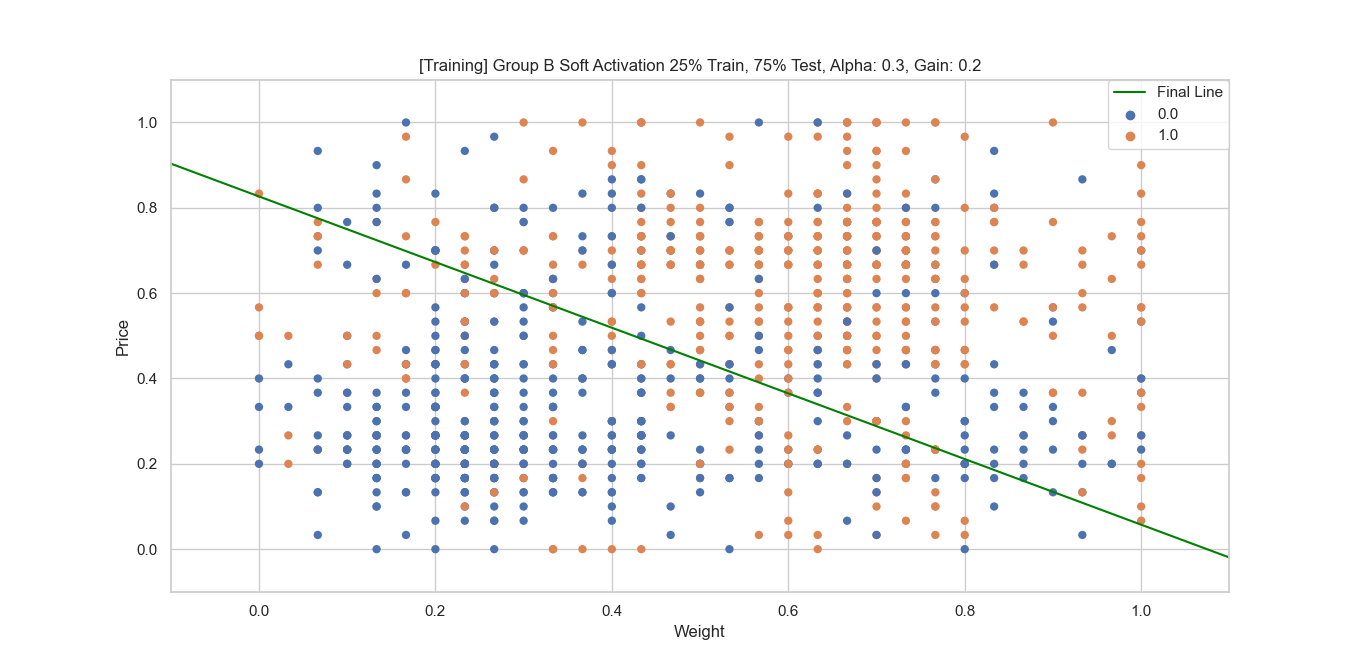 [Training] Group B Soft Activation 25% Train, 75% Test, Alpha: 0.3, Gain: 0.2
Final Line
0.0
1.0
1.0
0.8
0.6
0.4
0.2
0.0
Price
0.0 0.2 0.4 0.6 0.8 1.0
Weight